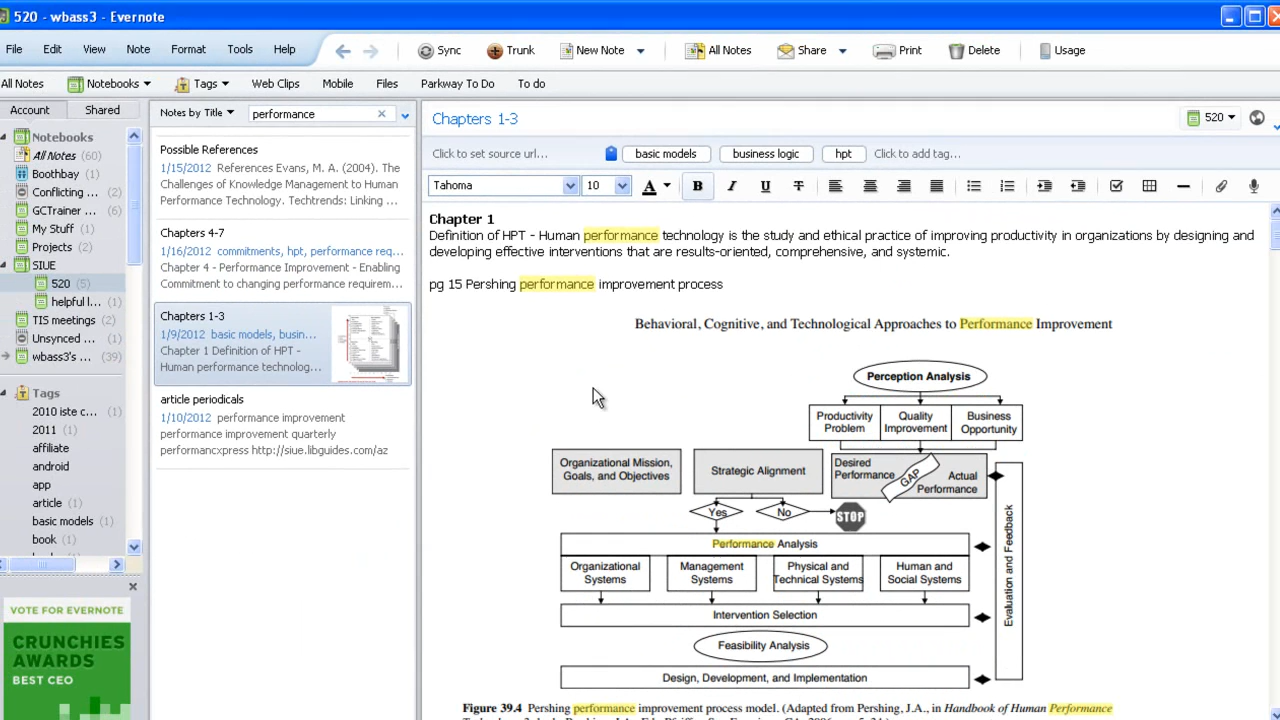 520 - wbass3 - Evernote
File Edit View Note Format Tools Help
Sync Trunk New Note All Notes Share Print Delete Usage
All Notes Notebooks Tags Web Clips Mobile Files Parkway To Do To do
Account Shared
Notebooks
All Notes (60)
Boothbay (1)
Conflicting ... (2)
GCTrainer ... (2)
My Stuff (1)
Projects (2)
SIUE
520 (5)
helpful l... (1)
TIS meetings (2)
Unsynced ... (1)
wbass3's (39)
Tags
2010 iste c... (1)
2011 (1)
affiliate
android
app
article (1)
basic models (1)
book (1)
VOTE FOR EVERNOTE
CRUNCHIES
AWARDS
BEST CEO
Notes by Title performance
Possible References
1/15/2012 References Evans, M. A. (2004). The
Challenges of Knowledge Management to Human
Performance Technology. Techtrends: Linking ...
Chapters 4-7
1/16/2012 commitments, hpt, performance req...
Chapter 4 - Performance Improvement - Enabling
Commitment to changing performance requirem...
Chapters 1-3
1/9/2012 basic models, busin...
Chapter 1 Definition of HPT -
Human performance technolog...
article periodicals
1/10/2012 performance improvement
performance improvement quarterly
performancxpress http://siue.libguides.com/az
Chapters 1-3
520
Click to set source url... basic models business logic hpt Click to add tag...
Tahoma 10 A B I U T
Chapter 1
Definition of HPT - Human performance technology is the study and ethical practice of improving productivity in organizations by designing and
developing effective interventions that are results-oriented, comprehensive, and systemic.
pg 15 Pershing performance improvement process
Behavioral, Cognitive, and Technological Approaches to Performance Improvement
Perception Analysis
Productivity
Problem
Quality
Improvement
Business
Opportunity
Organizational Mission,
Goals, and Objectives
Strategic Alignment
Desired
Performance
GAP
Actual
Performance
Yes No STOP
Performance Analysis
Organizational
Systems
Management
Systems
Physical and
Technical Systems
Human and
Social Systems
Evaluation and Feedback
Intervention Selection
Feasibility Analysis
Design, Development, and Implementation
Figure 39.4 Pershing performance improvement process model. (Adapted from Pershing, J.A., in Handbook of Human Performance